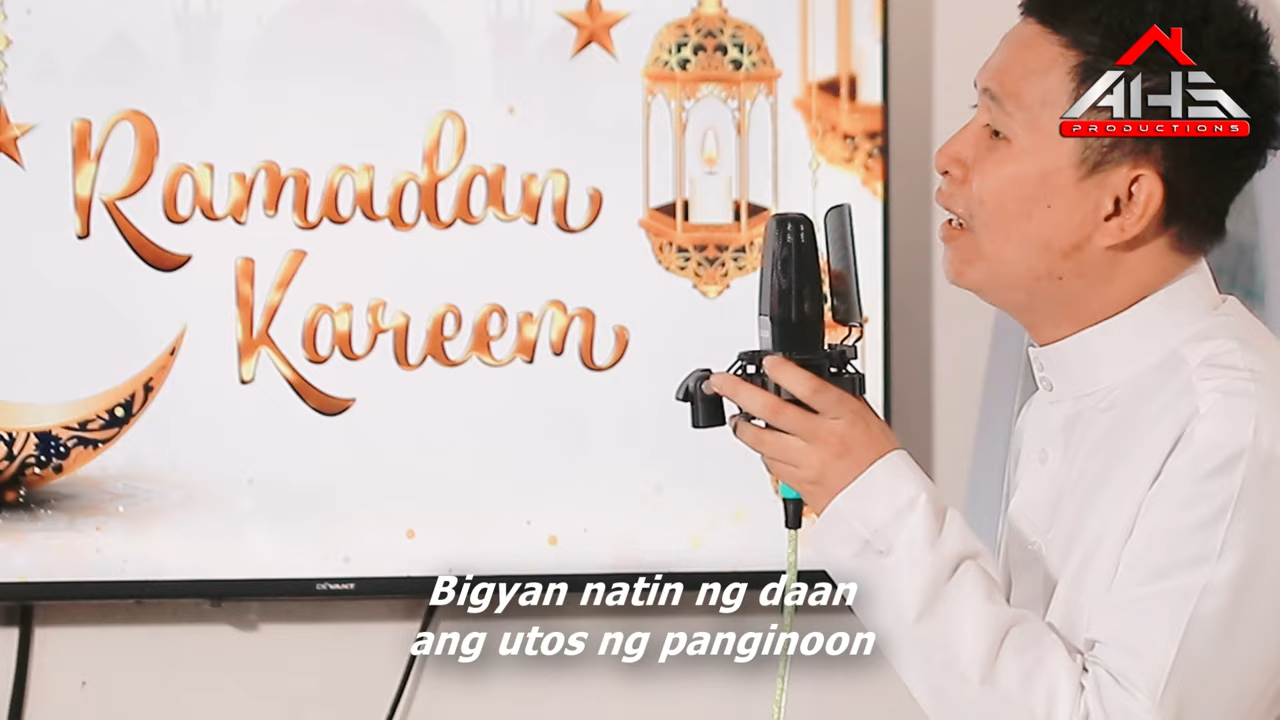 Ramadan
Kareem
AHS
PRODUCTIONS
DEVANT
Bigyan natin ng daan
ang utos ng panginoon